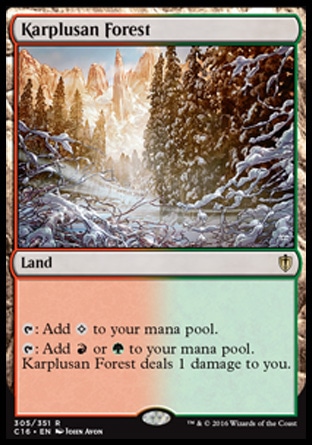 Karplusan Forest
Land
: Add to your mana pool.
: Add or to your mana pool.
Karplusan Forest deals 1 damage to you.
305/351 R
C16 • EN JOHN AVON
™ & © 2016 Wizards of the Coast